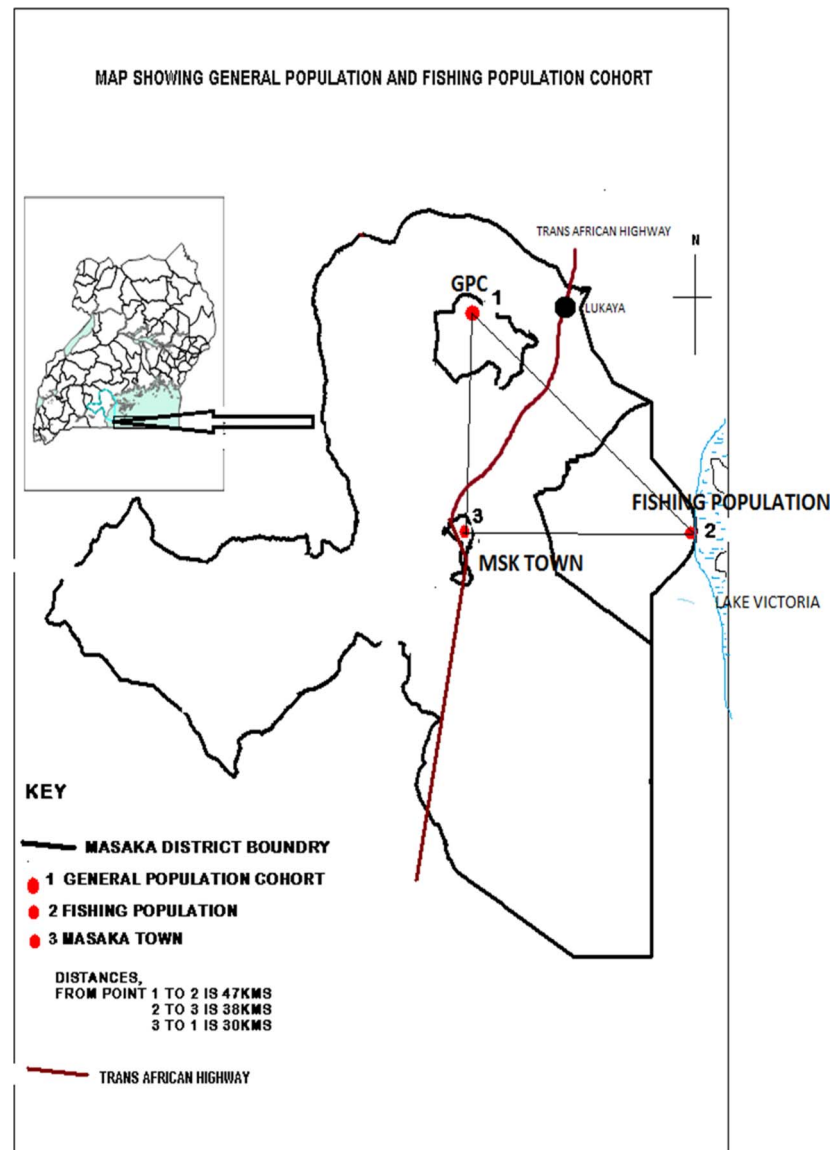 MAP SHOWING GENERAL POPULATION AND FISHING POPULATION COHORT
TRANS AFRICAN HIGHWAY
N
GPC
1
LUKAYA
FISHING POPULATION
3
2
MSK TOWN
LAKE VICTORIA
KEY
MASAKA DISTRICT BOUNDRY
1 GENERAL POPULATION COHORT
2 FISHING POPULATION
3 MASAKA TOWN
DISTANCES,
FROM POINT 1 TO 2 IS 47KMS
2 TO 3 IS 38KMS
3 TO 1 IS 30KMS
TRANS AFRICAN HIGHWAY